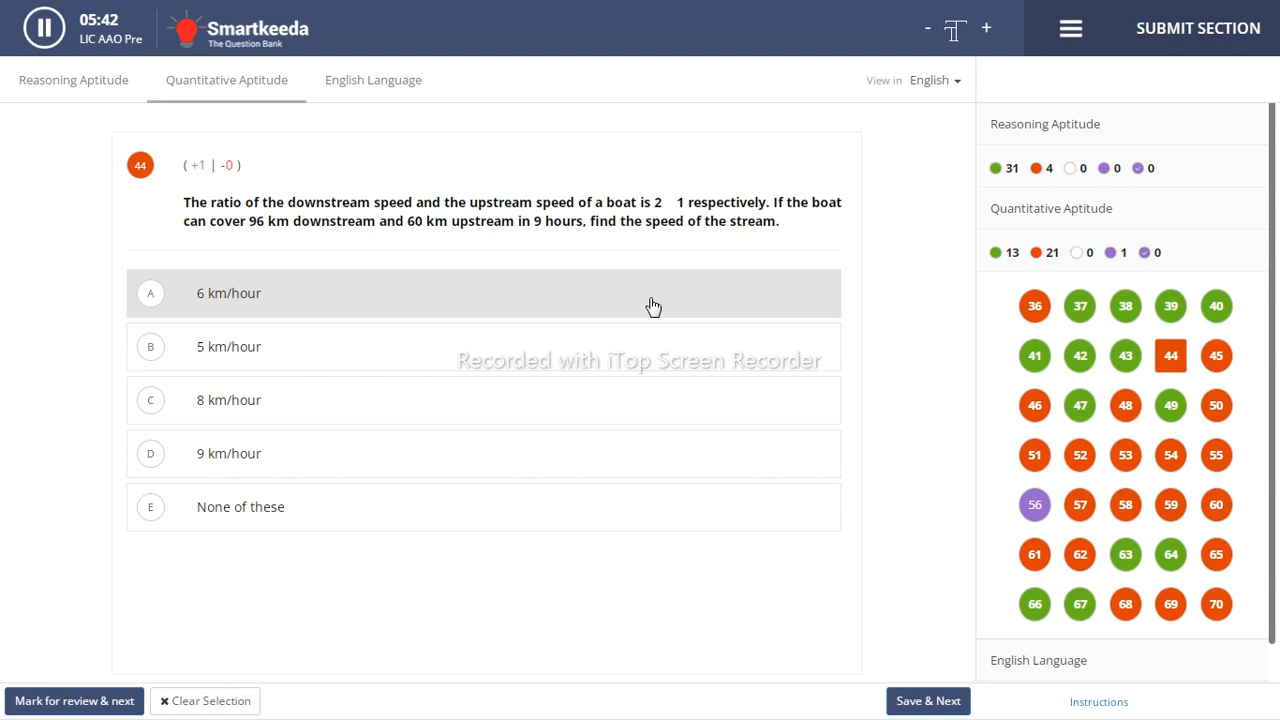 05:42
LIC AAO Pre
Smartkeeda
The Question Bank
- T +
SUBMIT SECTION
Reasoning Aptitude
Quantitative Aptitude
English Language
View in English
44
( +1 | -0 )
The ratio of the downstream speed and the upstream speed of a boat is 2 1 respectively. If the boat
can cover 96 km downstream and 60 km upstream in 9 hours, find the speed of the stream.
A 6 km/hour
B 5 km/hour
C 8 km/hour
D 9 km/hour
E None of these
Recorded with iTop Screen Recorder
Reasoning Aptitude
31 4 0 0 0
Quantitative Aptitude
13 21 0 1 0
36 37 38 39 40
41 42 43 44 45
46 47 48 49 50
51 52 53 54 55
56 57 58 59 60
61 62 63 64 65
66 67 68 69 70
English Language
Mark for review & next
✖ Clear Selection
Save & Next
Instructions